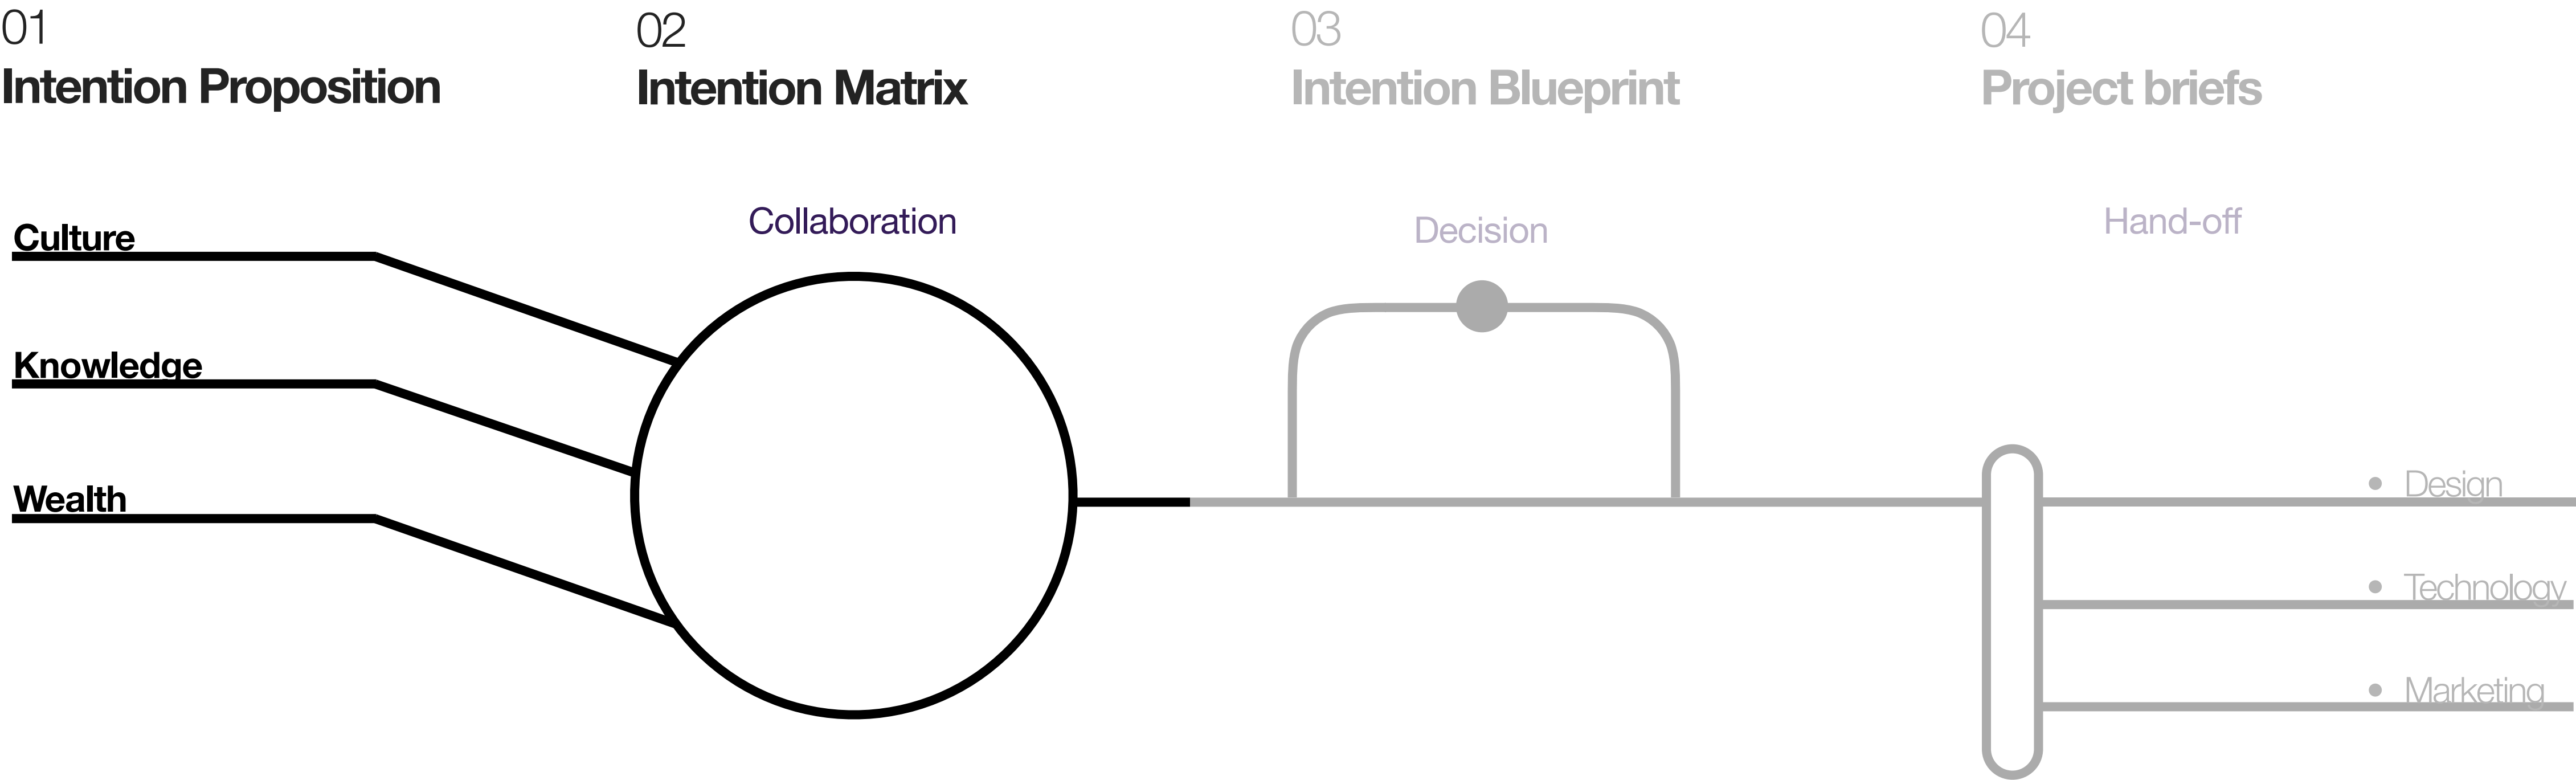 01
Intention Proposition
02
Intention Matrix
03
Intention Blueprint
04
Project briefs
Culture
Knowledge
Wealth
Collaboration
Decision
Hand-off
• Design
• Technology
• Marketing